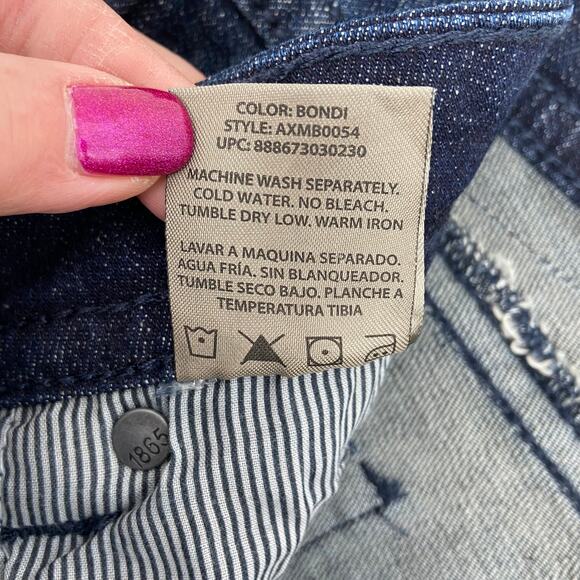 COLOR: BONDI
STYLE: AXMB0054
UPC: 888673030230
MACHINE WASH SEPARATELY.
COLD WATER. NO BLEACH.
TUMBLE DRY LOW. WARM IRON
LAVAR A MAQUINA SEPARADO.
AGUA FRÍA. SIN BLANQUEADOR.
TUMBLE SECO BAJO. PLANCHE A
TEMPERATURA TIBIA
1865